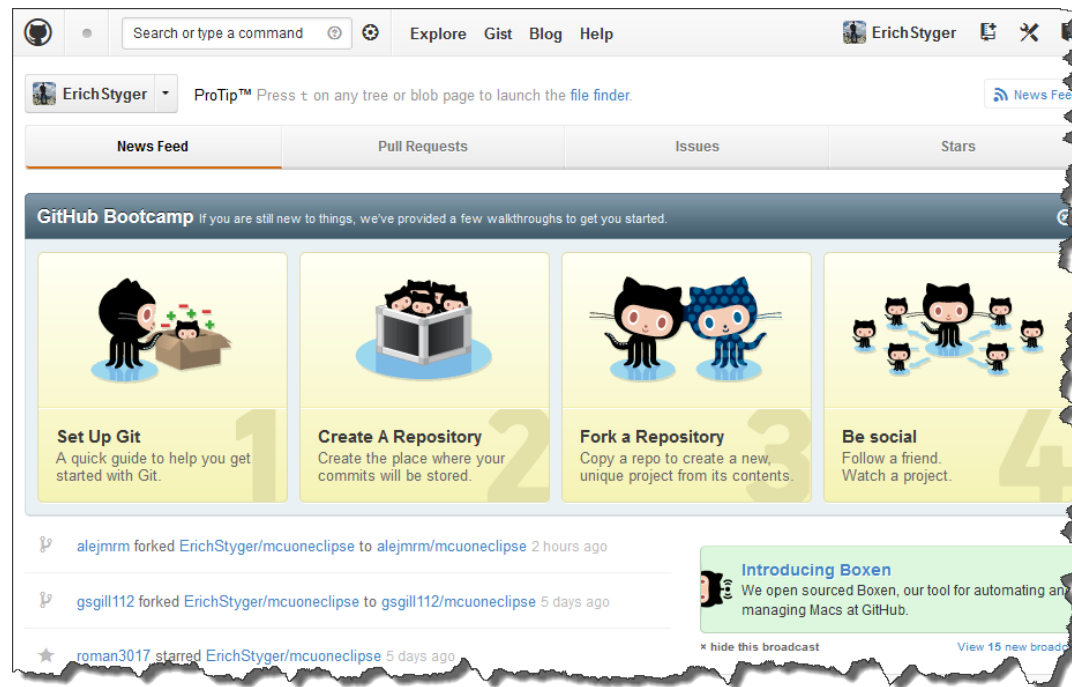 Search or type a command
Explore Gist Blog Help
ErichStyger
ErichStyger
ProTip™ Press t on any tree or blob page to launch the file finder.
News Fee
News Feed
Pull Requests
Issues
Stars
GitHub Bootcamp If you are still new to things, we've provided a few walkthroughs to get you started.
1
Set Up Git
A quick guide to help you get
started with Git.
2
Create A Repository
Create the place where your
commits will be stored.
3
Fork a Repository
Copy a repo to create a new,
unique project from its contents.
4
Be social
Follow a friend.
Watch a project.
alejmrm forked ErichStyger/mcuoneclipse to alejmrm/mcuoneclipse 2 hours ago
gsgill112 forked ErichStyger/mcuoneclipse to gsgill112/mcuoneclipse 5 days ago
roman3017 starred ErichStyger/mcuoneclipse 5 days ago
Introducing Boxen
We open sourced Boxen, our tool for automating an
managing Macs at GitHub.
× hide this broadcast
View 15 new broadc